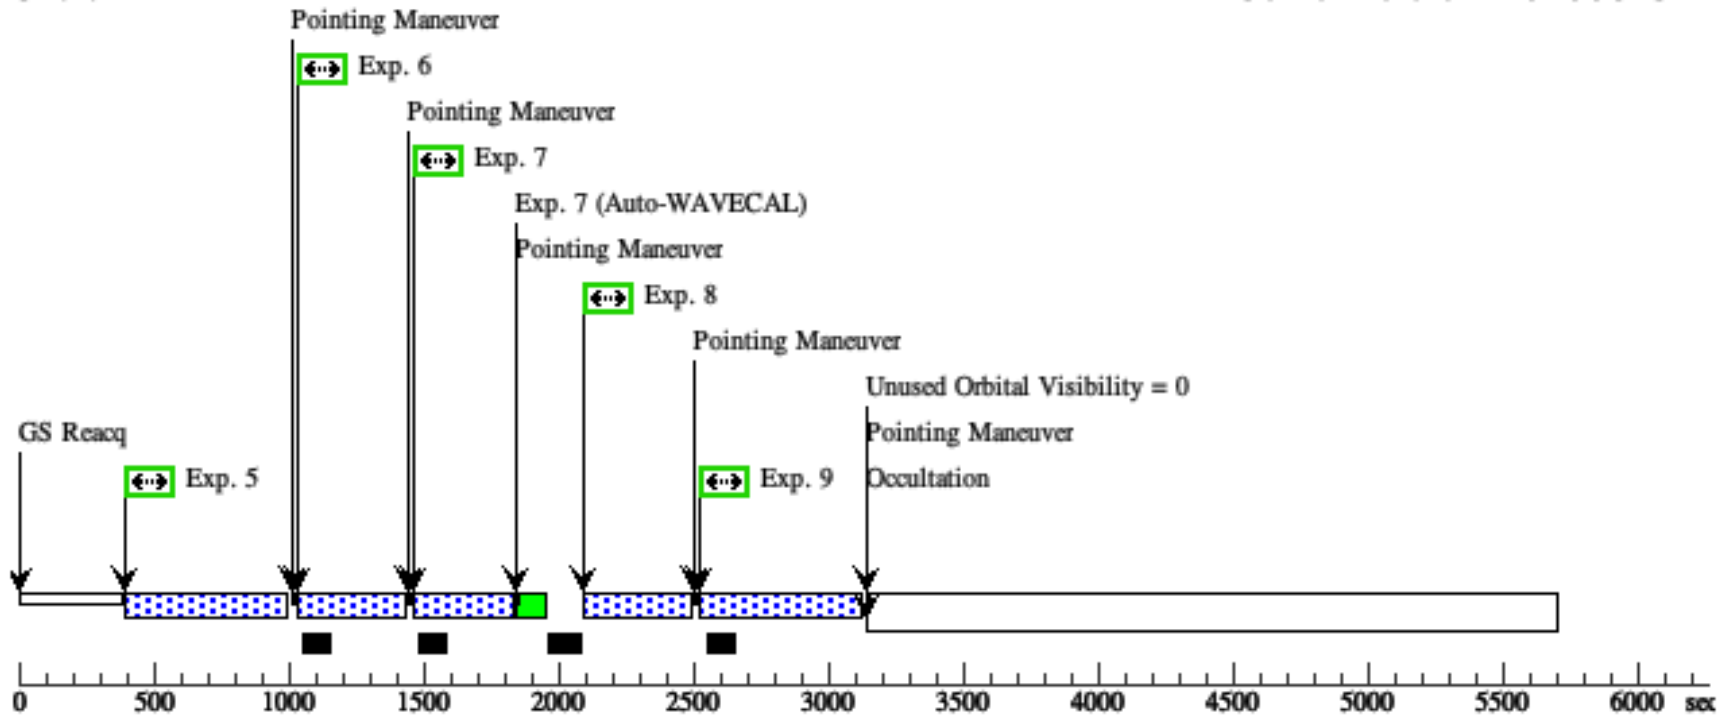 Pointing Maneuver
Exp. 6
Pointing Maneuver
Exp. 7
Exp. 7 (Auto-WAVECAL)
Pointing Maneuver
Exp. 8
Pointing Maneuver
Unused Orbital Visibility = 0
GS Reacq
Pointing Maneuver
Exp. 5
Exp. 9
Occultation
0 500 1000 1500 2000 2500 3000 3500 4000 4500 5000 5500 6000 sec